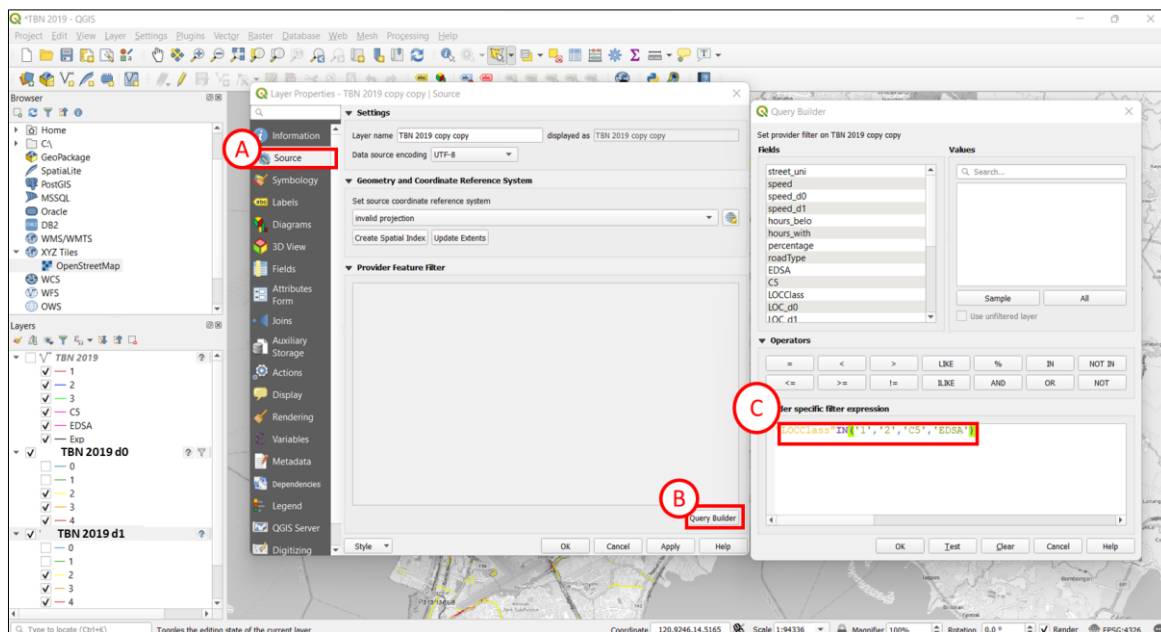 *TBN 2019 - QGIS
Project Edit View Layer Settings Plugins Vector Raster Database Web Mesh Processing Help
Browser
Home
C:\
GeoPackage
SpatiaLite
PostGIS
MSSQL
Oracle
DB2
WMS/WMTS
XYZ Tiles
OpenStreetMap
WCS
WFS
OWS
Layers
TBN 2019
1
2
3
C5
EDSA
Exp
TBN 2019 d0
0
1
2
3
4
TBN 2019 d1
0
1
2
3
4
Layer Properties - TBN 2019 copy copy | Source
A
Information
Source
Symbology
Labels
Diagrams
3D View
Fields
Attributes
Form
Joins
Auxiliary
Storage
Actions
Display
Rendering
Variables
Metadata
Dependencies
Legend
QGIS Server
Digitizing
Settings
Layer name TBN 2019 copy copy displayed as TBN 2019 copy copy
Data source encoding UTF-8
Geometry and Coordinate Reference System
Set source coordinate reference system
invalid projection
Create Spatial Index Update Extents
Provider Feature Filter
B
Query Builder
Style OK Cancel Apply Help
Query Builder
Set provider filter on TBN 2019 copy copy
Fields Values
street_uni
speed
speed_d0
speed_d1
hours_belo
hours_with
percentage
roadType
EDSA
C5
LOCClass
LOC_d0
LOC_d1
Search...
Sample All
Use unfiltered layer
Operators
= < > LIKE % IN NOT IN
<= >= != ILIKE AND OR NOT
C
der specific filter expression
LOCClass"IN('1','2','C5','EDSA')
OK Test Clear Cancel Help
Parañaque
Type to locate (Ctrl+K) Toggles the editing state of the current layer Coordinate 120.9246,14.5165 Scale 1:94336 Magnifier 100% Rotation 0.0 ° Render EPSG:4326